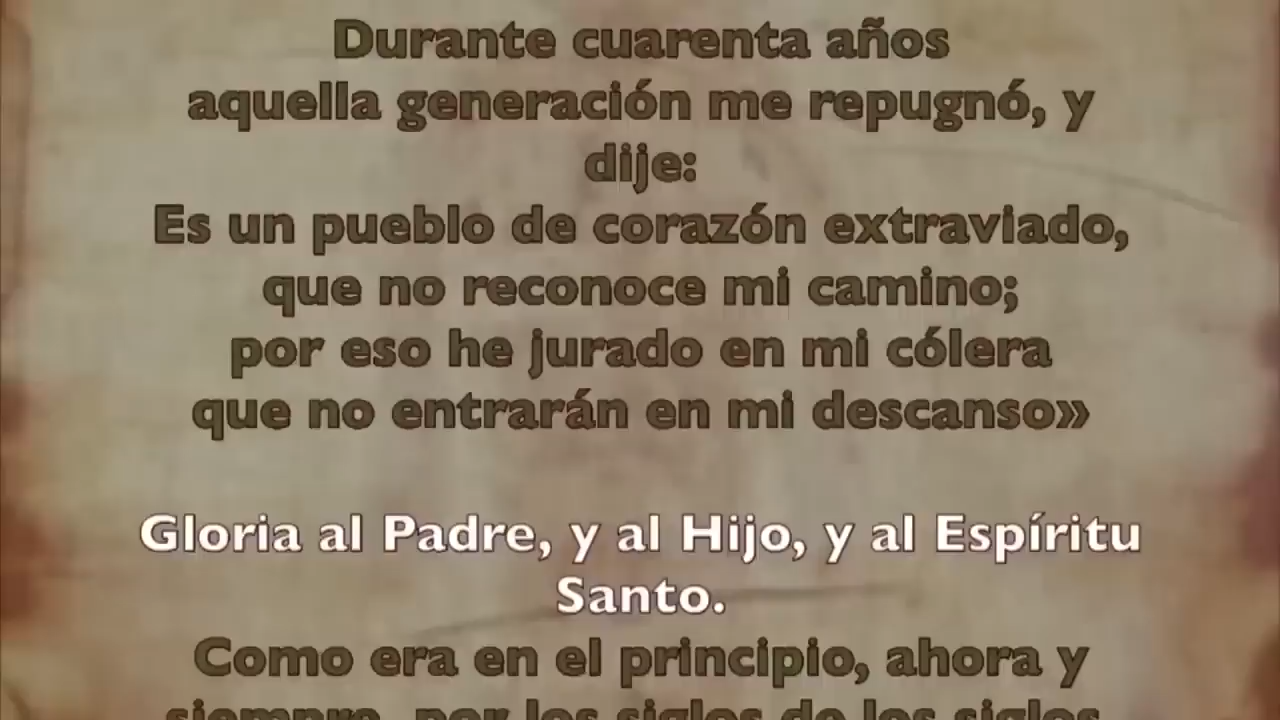 Durante cuarenta años
aquella generación me repugnó, y
dije:
Es un pueblo de corazón extraviado,
que no reconoce mi camino;
por eso he jurado en mi cólera
que no entrarán en mi descanso»
Gloria al Padre, y al Hijo, y al Espíritu
Santo.
Como era en el principio, ahora y
siempre, por los siglos de los siglos